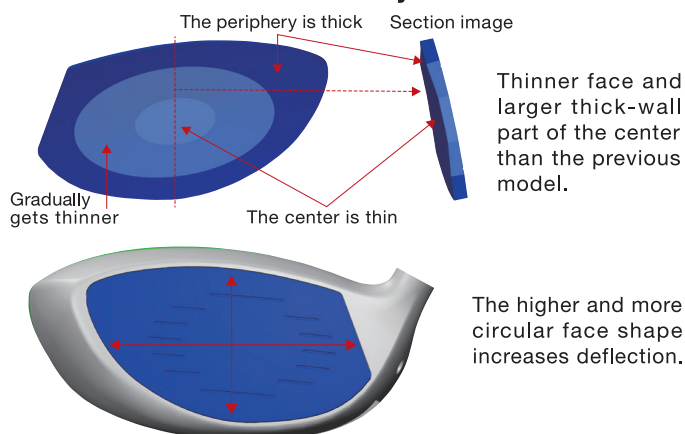 The periphery is thick
Section image
Thinner face and
larger thick-wall
part of the center
than the previous
model.
Gradually
gets thinner
The center is thin
The higher and more
circular face shape
increases deflection.